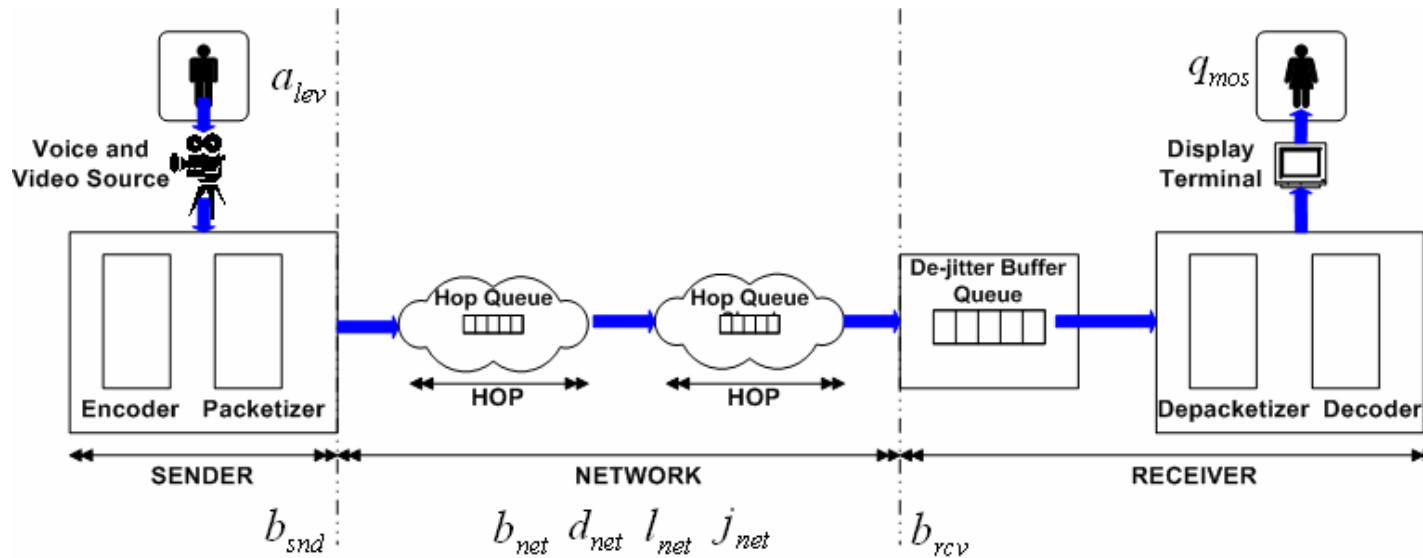 a_lev
Voice and
Video Source
Encoder Packetizer
SENDER
b_snd
Hop Queue
HOP
Hop Queue
HOP
NETWORK
b_net d_net l_net j_net
De-jitter Buffer
Queue
q_mos
Display
Terminal
Depacketizer Decoder
RECEIVER
b_rcv